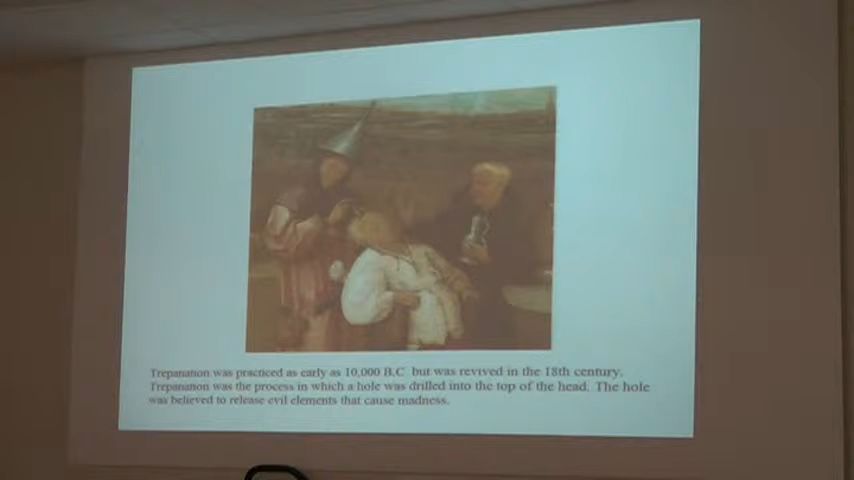 Trepanation was practiced as early as 10,000 B.C but was revived in the 18th century.
Trepanation was the process in which a hole was drilled into the top of the head. The hole
was believed to release evil elements that cause madness.